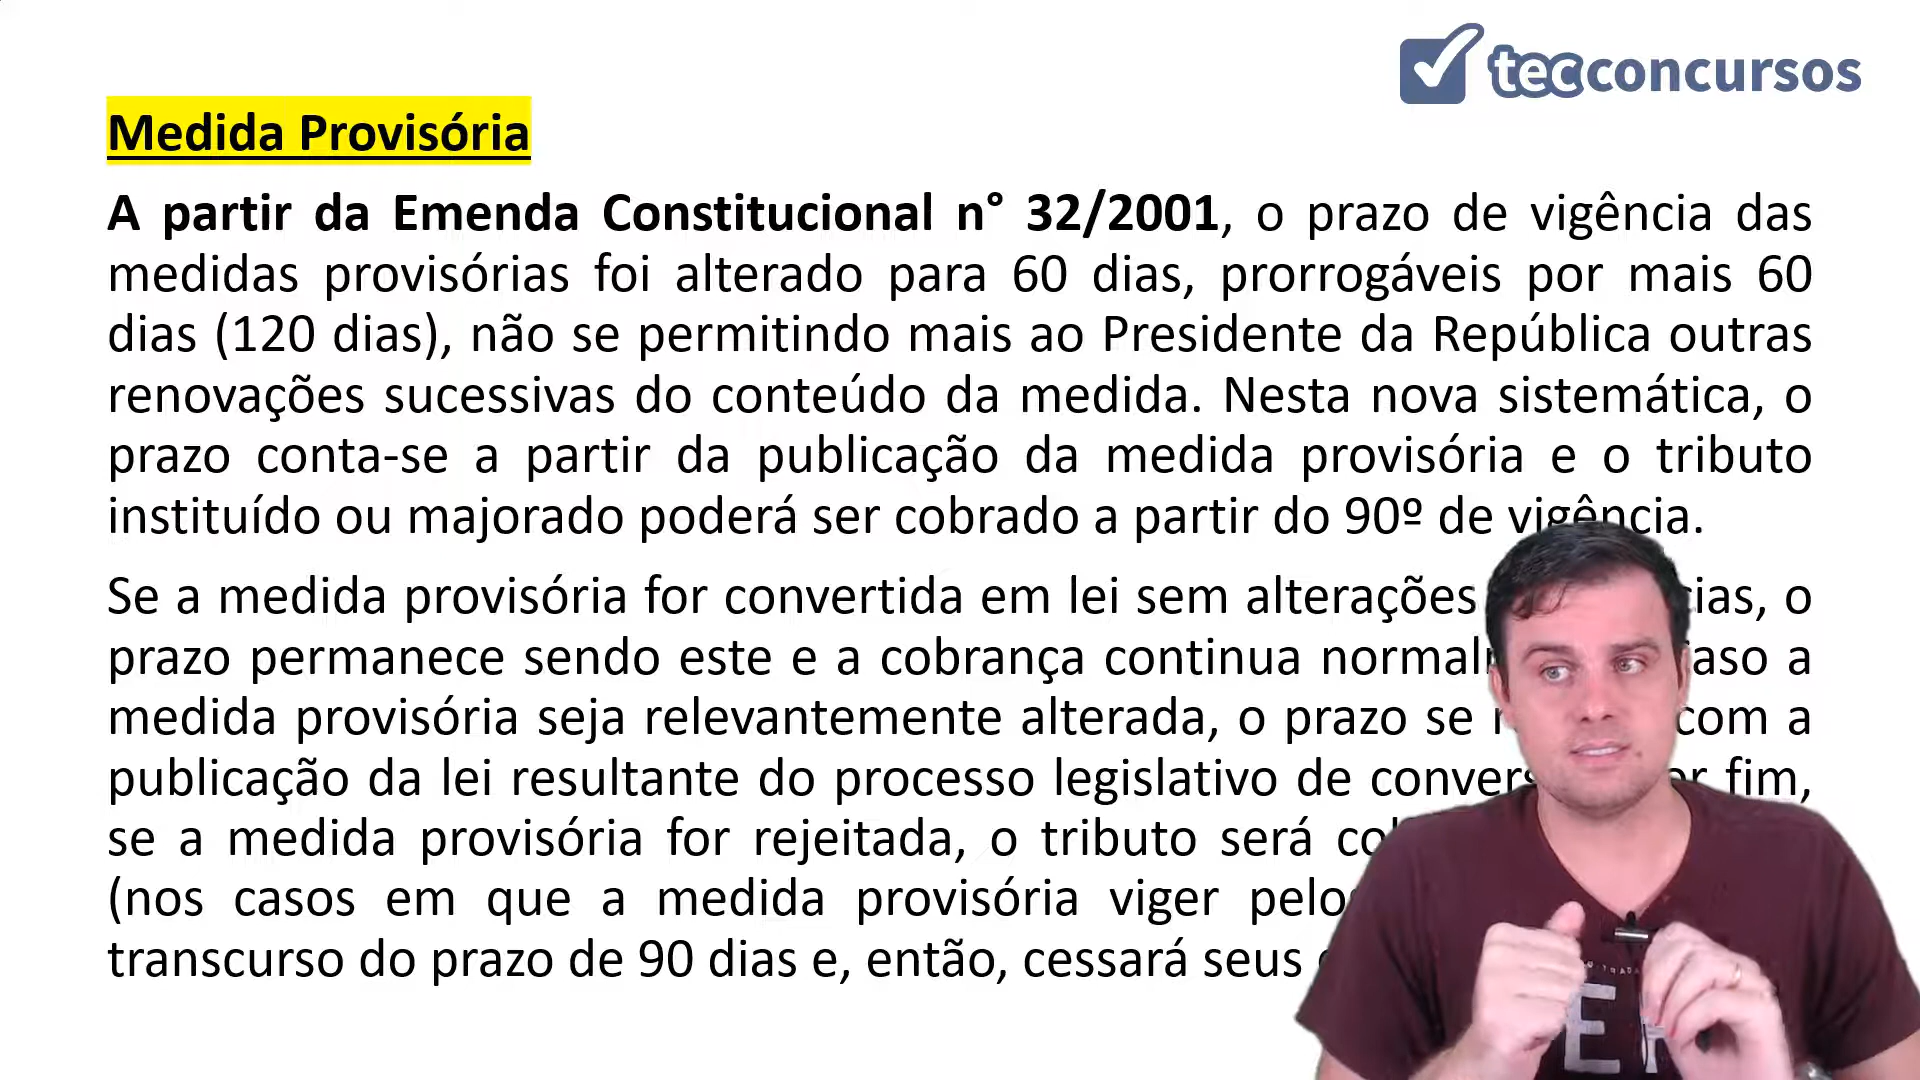 tecconcursos
Medida Provisória
A partir da Emenda Constitucional n° 32/2001, o prazo de vigência das
medidas provisórias foi alterado para 60 dias, prorrogáveis por mais 60
dias (120 dias), não se permitindo mais ao Presidente da República outras
renovações sucessivas do conteúdo da medida. Nesta nova sistemática, o
prazo conta-se a partir da publicação da medida provisória e o tributo
instituído ou majorado poderá ser cobrado a partir do 90º de vigência.
Se a medida provisória for convertida em lei sem alterações o
prazo permanece sendo este e a cobrança continua a
medida provisória seja relevantemente alterada, o prazo se com a
publicação da lei resultante do processo legislativo de fim,
se a medida provisória for rejeitada, o tributo será
(nos casos em que a medida provisória viger
transcurso do prazo de 90 dias e, então, cessará seus